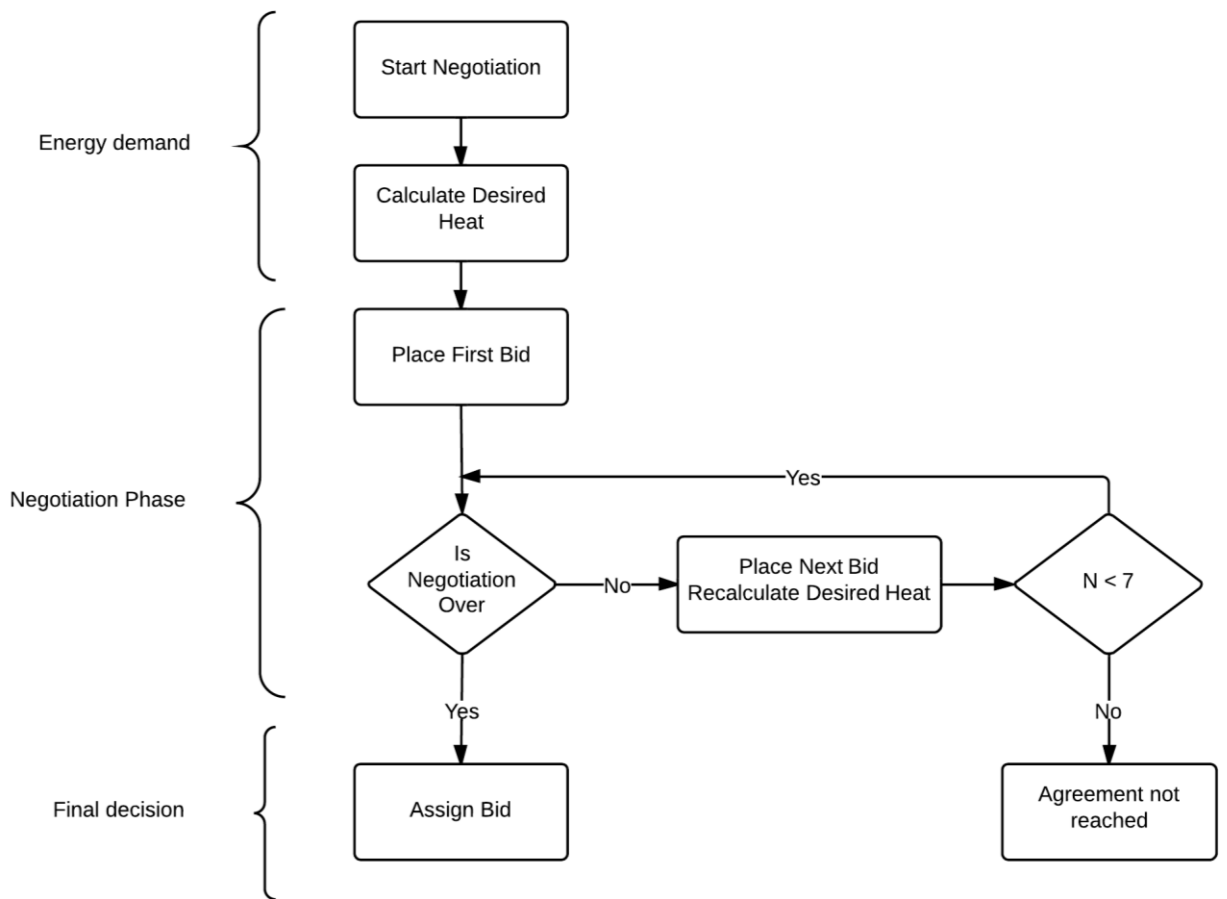 Start Negotiation
Energy demand
Calculate Desired
Heat
Place First Bid
Yes
Negotiation Phase
Is
Negotiation
Over
No
Place Next Bid
Recalculate Desired Heat
N < 7
Yes
No
Final decision
Assign Bid
Agreement not
reached